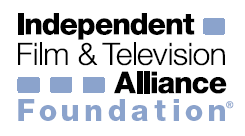 Independent
Film & Television
Alliance
Foundation®